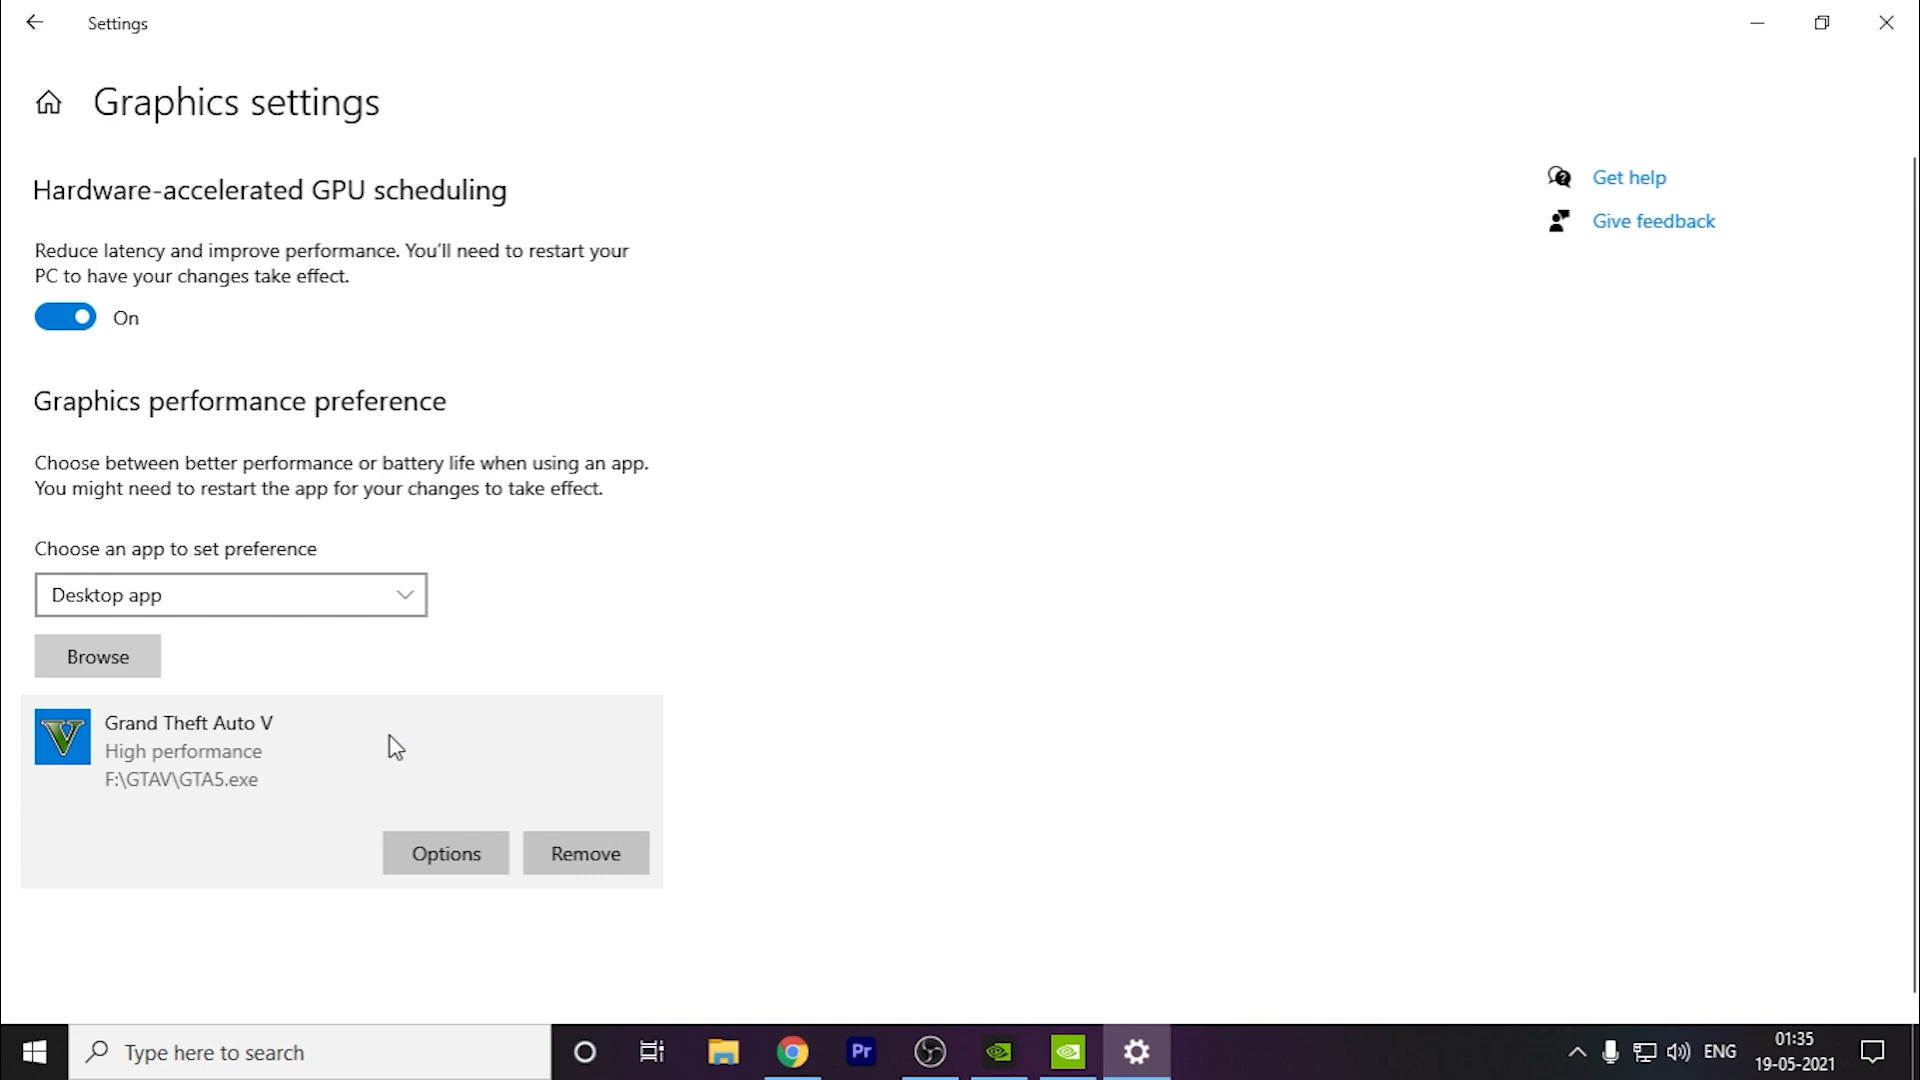 Settings
Graphics settings
Hardware-accelerated GPU scheduling
Get help
Give feedback
Reduce latency and improve performance. You’ll need to restart your
PC to have your changes take effect.
On
Graphics performance preference
Choose between better performance or battery life when using an app.
You might need to restart the app for your changes to take effect.
Choose an app to set preference
Desktop app
Browse
Grand Theft Auto V
High performance
F:\GTAV\GTA5.exe
Options
Remove
Type here to search
Pr
ENG
01:35
19-05-2021